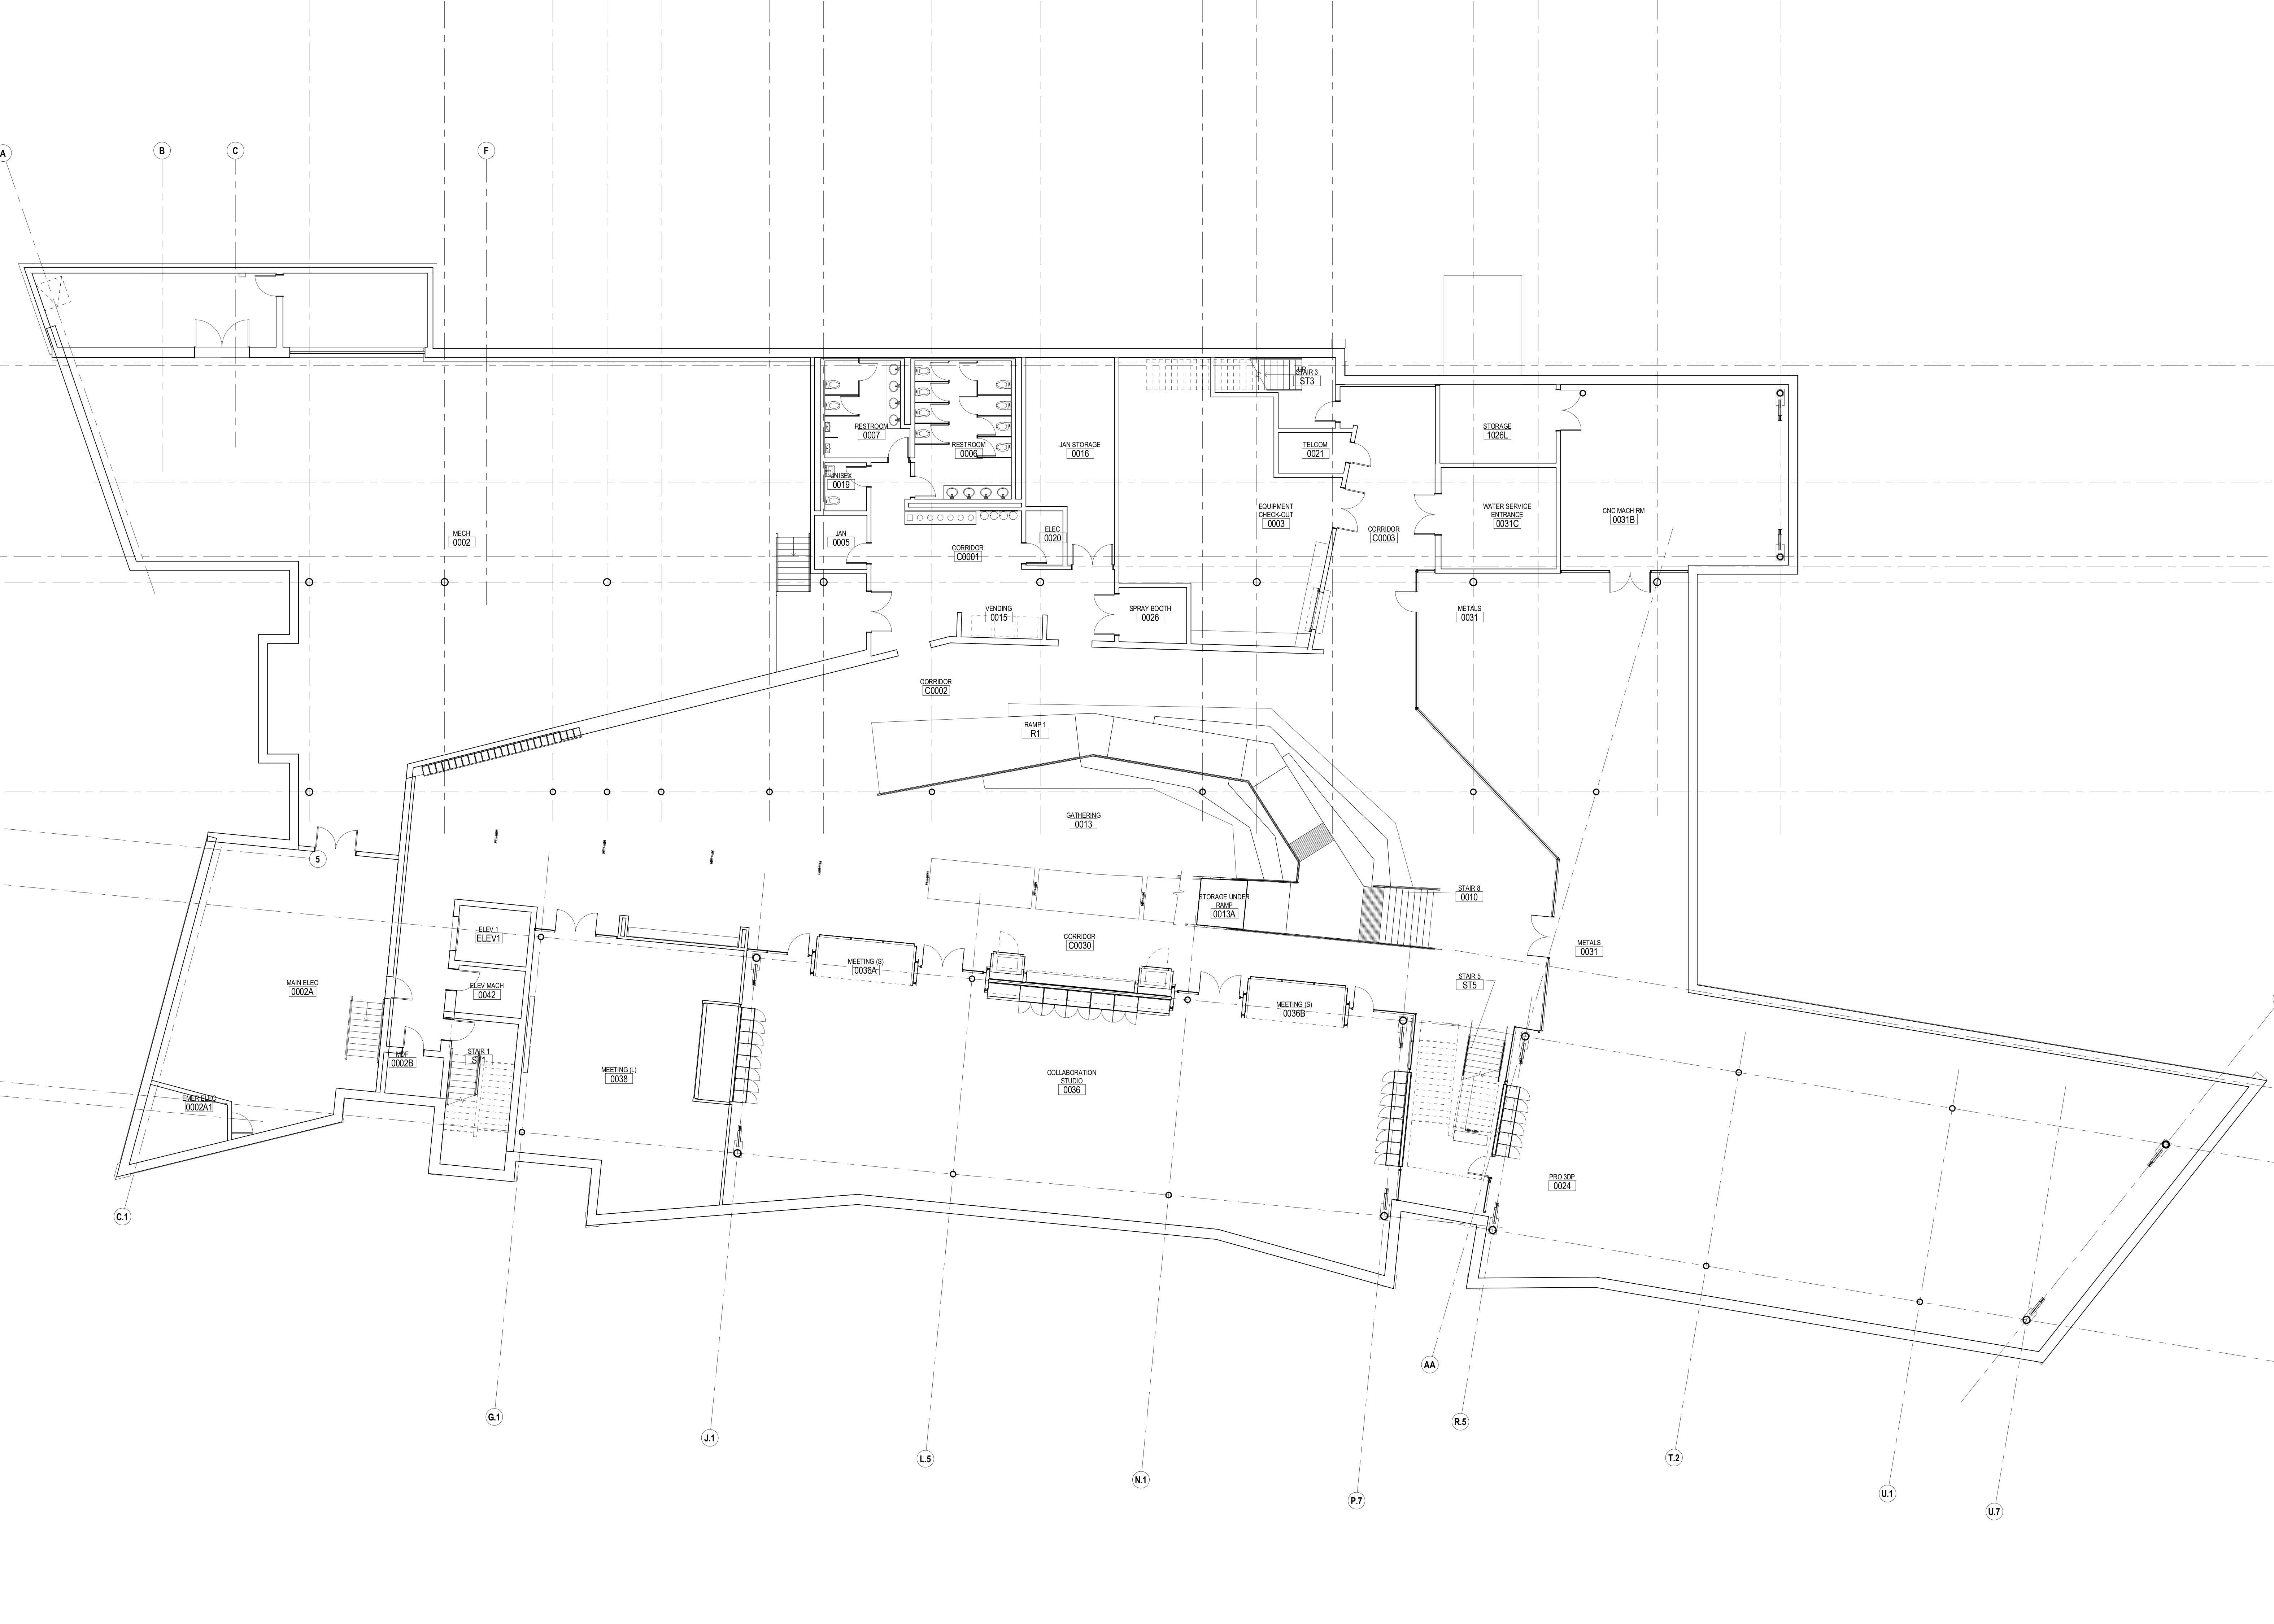 A
B
C
F
UP
STAIR 3
ST3
RESTROOM
0007
RESTROOM
0006
JAN STORAGE
0016
TELCOM
0021
STORAGE
1026L
UNISEX
0019
MECH
0002
JAN
0005
CORRIDOR
C0001
ELEC
0020
EQUIPMENT
CHECK-OUT
0003
CORRIDOR
C0003
WATER SERVICE
ENTRANCE
0031C
CNC MACH RM
0031B
VENDING
0015
SPRAY BOOTH
0026
METALS
0031
CORRIDOR
C0002
RAMP 1
R1
GATHERING
0013
5
STORAGE UNDER
RAMP
0013A
STAIR 8
0010
ELEV 1
ELEV1
CORRIDOR
C0030
METALS
0031
MEETING (S)
0036A
MAIN ELEC
0002A
ELEV MACH
0042
STAIR 5
ST5
MEETING (S)
0036B
MDF
0002B
STAIR 1
ST1
MEETING (L)
0038
COLLABORATION
STUDIO
0036
EMER ELEC
0002A1
PRO 3DP
0024
C.1
G.1
J.1
L.5
N.1
P.7
AA
R.5
T.2
U.1
U.7